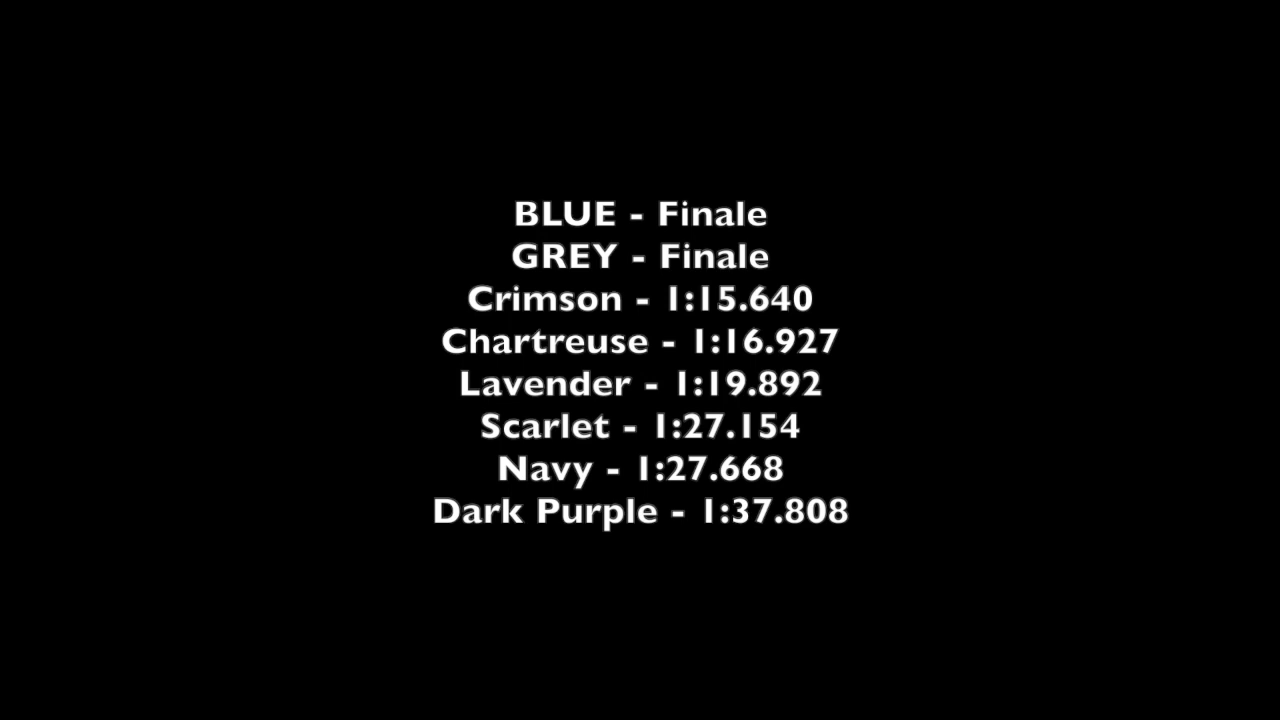 BLUE - Finale
GREY - Finale
Crimson - 1:15.640
Chartreuse - 1:16.927
Lavender - 1:19.892
Scarlet - 1:27.154
Navy - 1:27.668
Dark Purple - 1:37.808